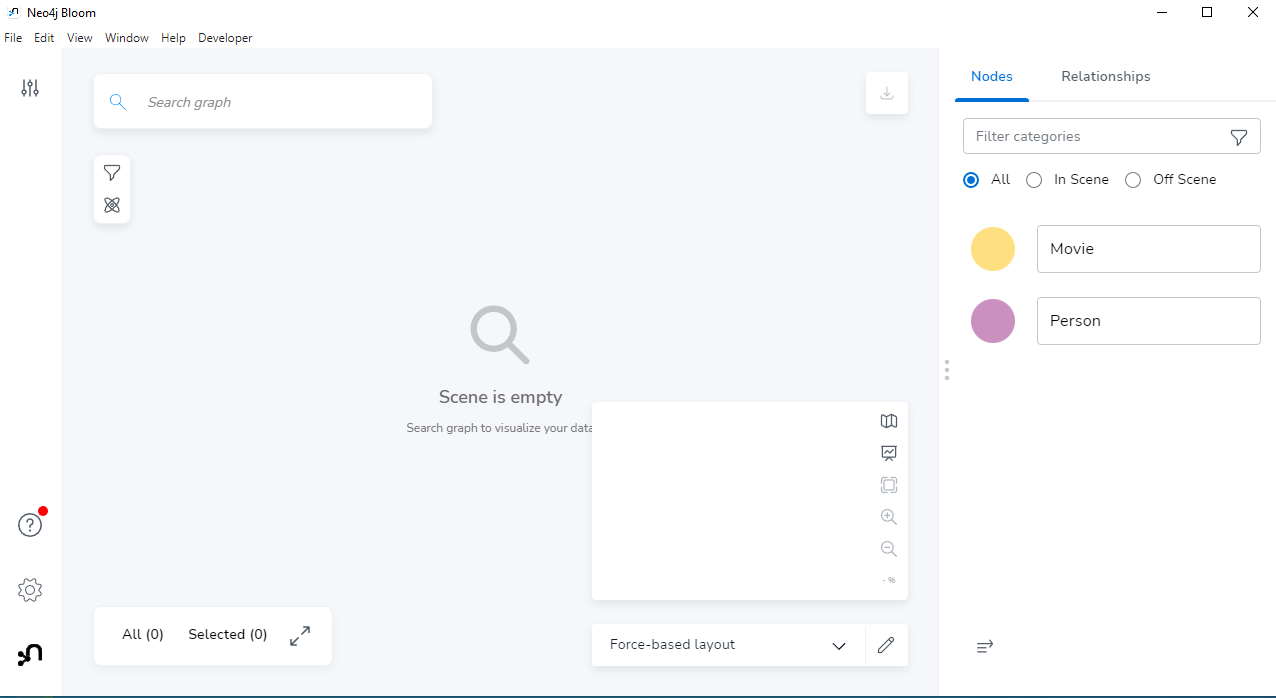 Neo4j Bloom
File Edit View Window Help Developer
Search graph
Nodes Relationships
Filter categories
All In Scene Off Scene
Movie
Person
Scene is empty
Search graph to visualize your data
- %
All (0) Selected (0)
Force-based layout